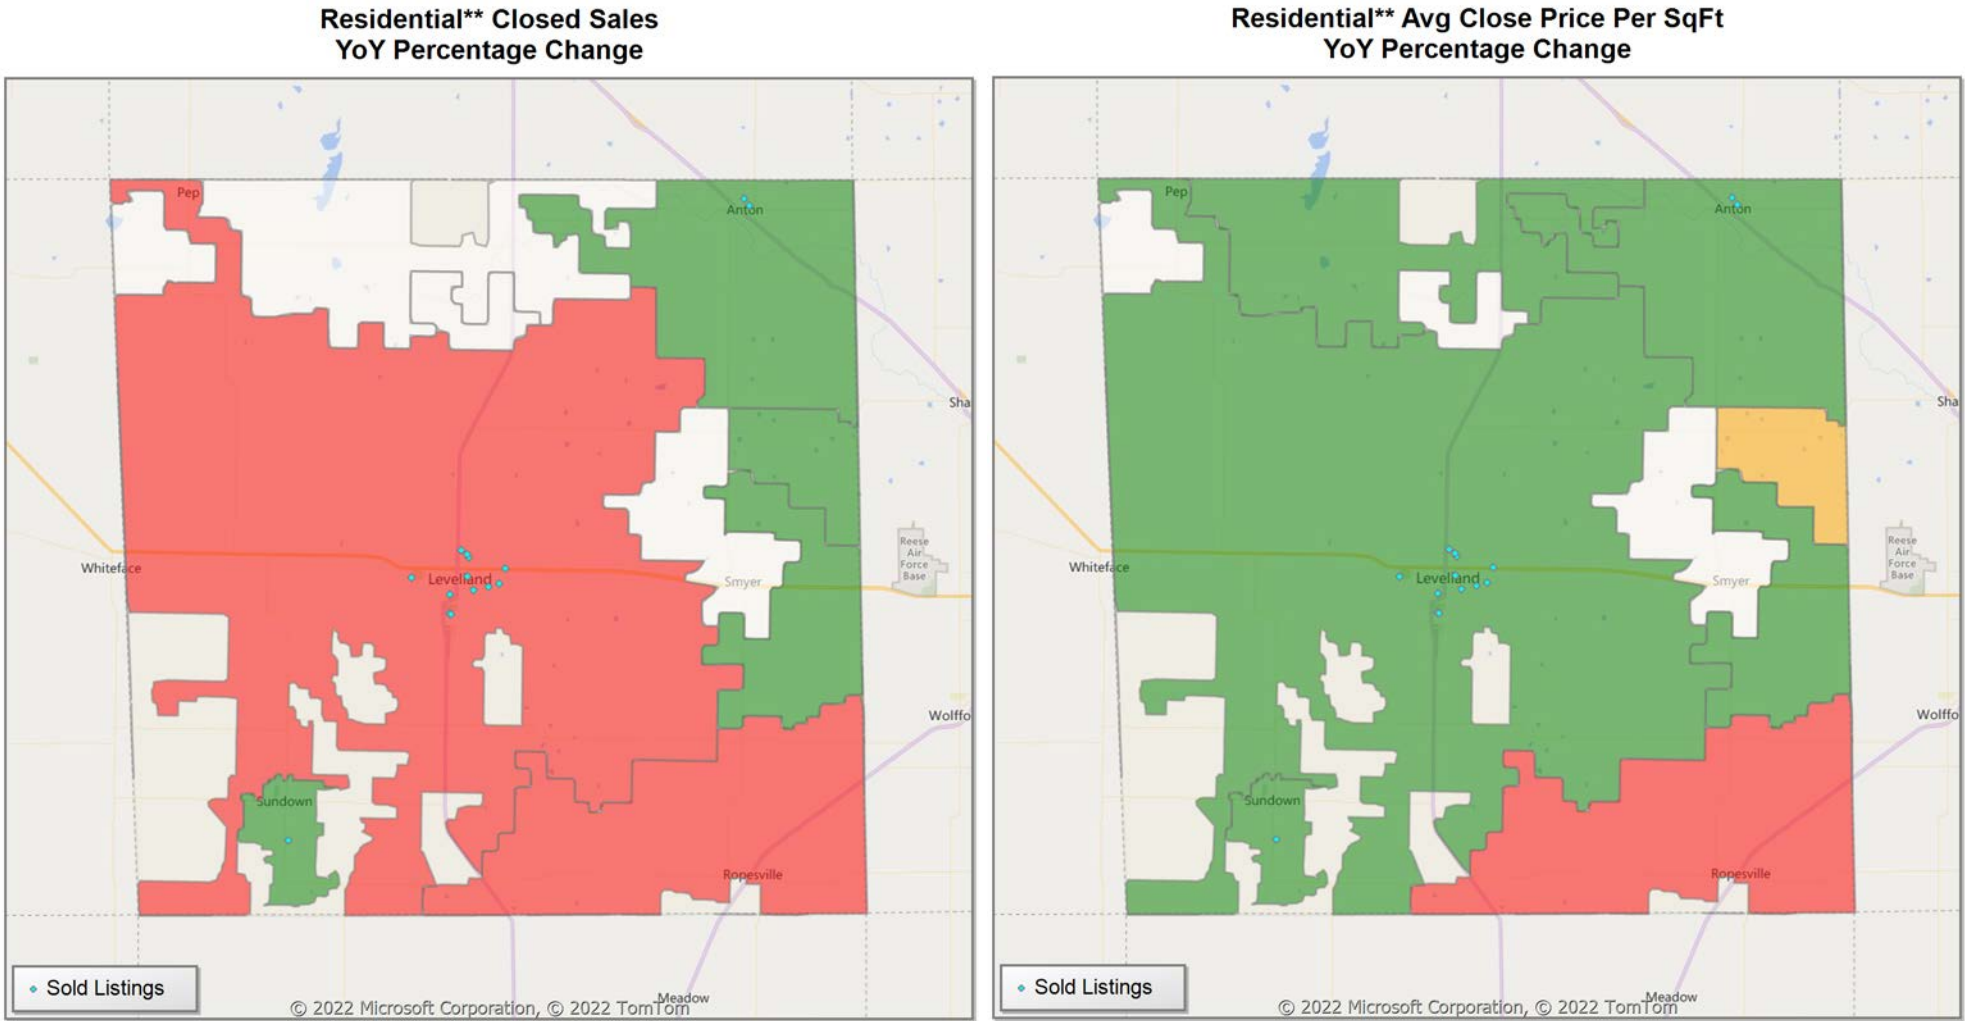 Residential** Closed Sales
YoY Percentage Change
Pep
Anton
Sha
Whiteface
Levelland
Smyer
Reese
Air
Force
Base
Wolffo
Sundown
Ropesville
Sold Listings
Meadow
© 2022 Microsoft Corporation, © 2022 TomTom
Residential** Avg Close Price Per SqFt
YoY Percentage Change
Pep
Anton
Sha
Whiteface
Levelland
Smyer
Reese
Air
Force
Base
Wolffo
Sundown
Ropesville
Sold Listings
Meadow
© 2022 Microsoft Corporation, © 2022 TomTom